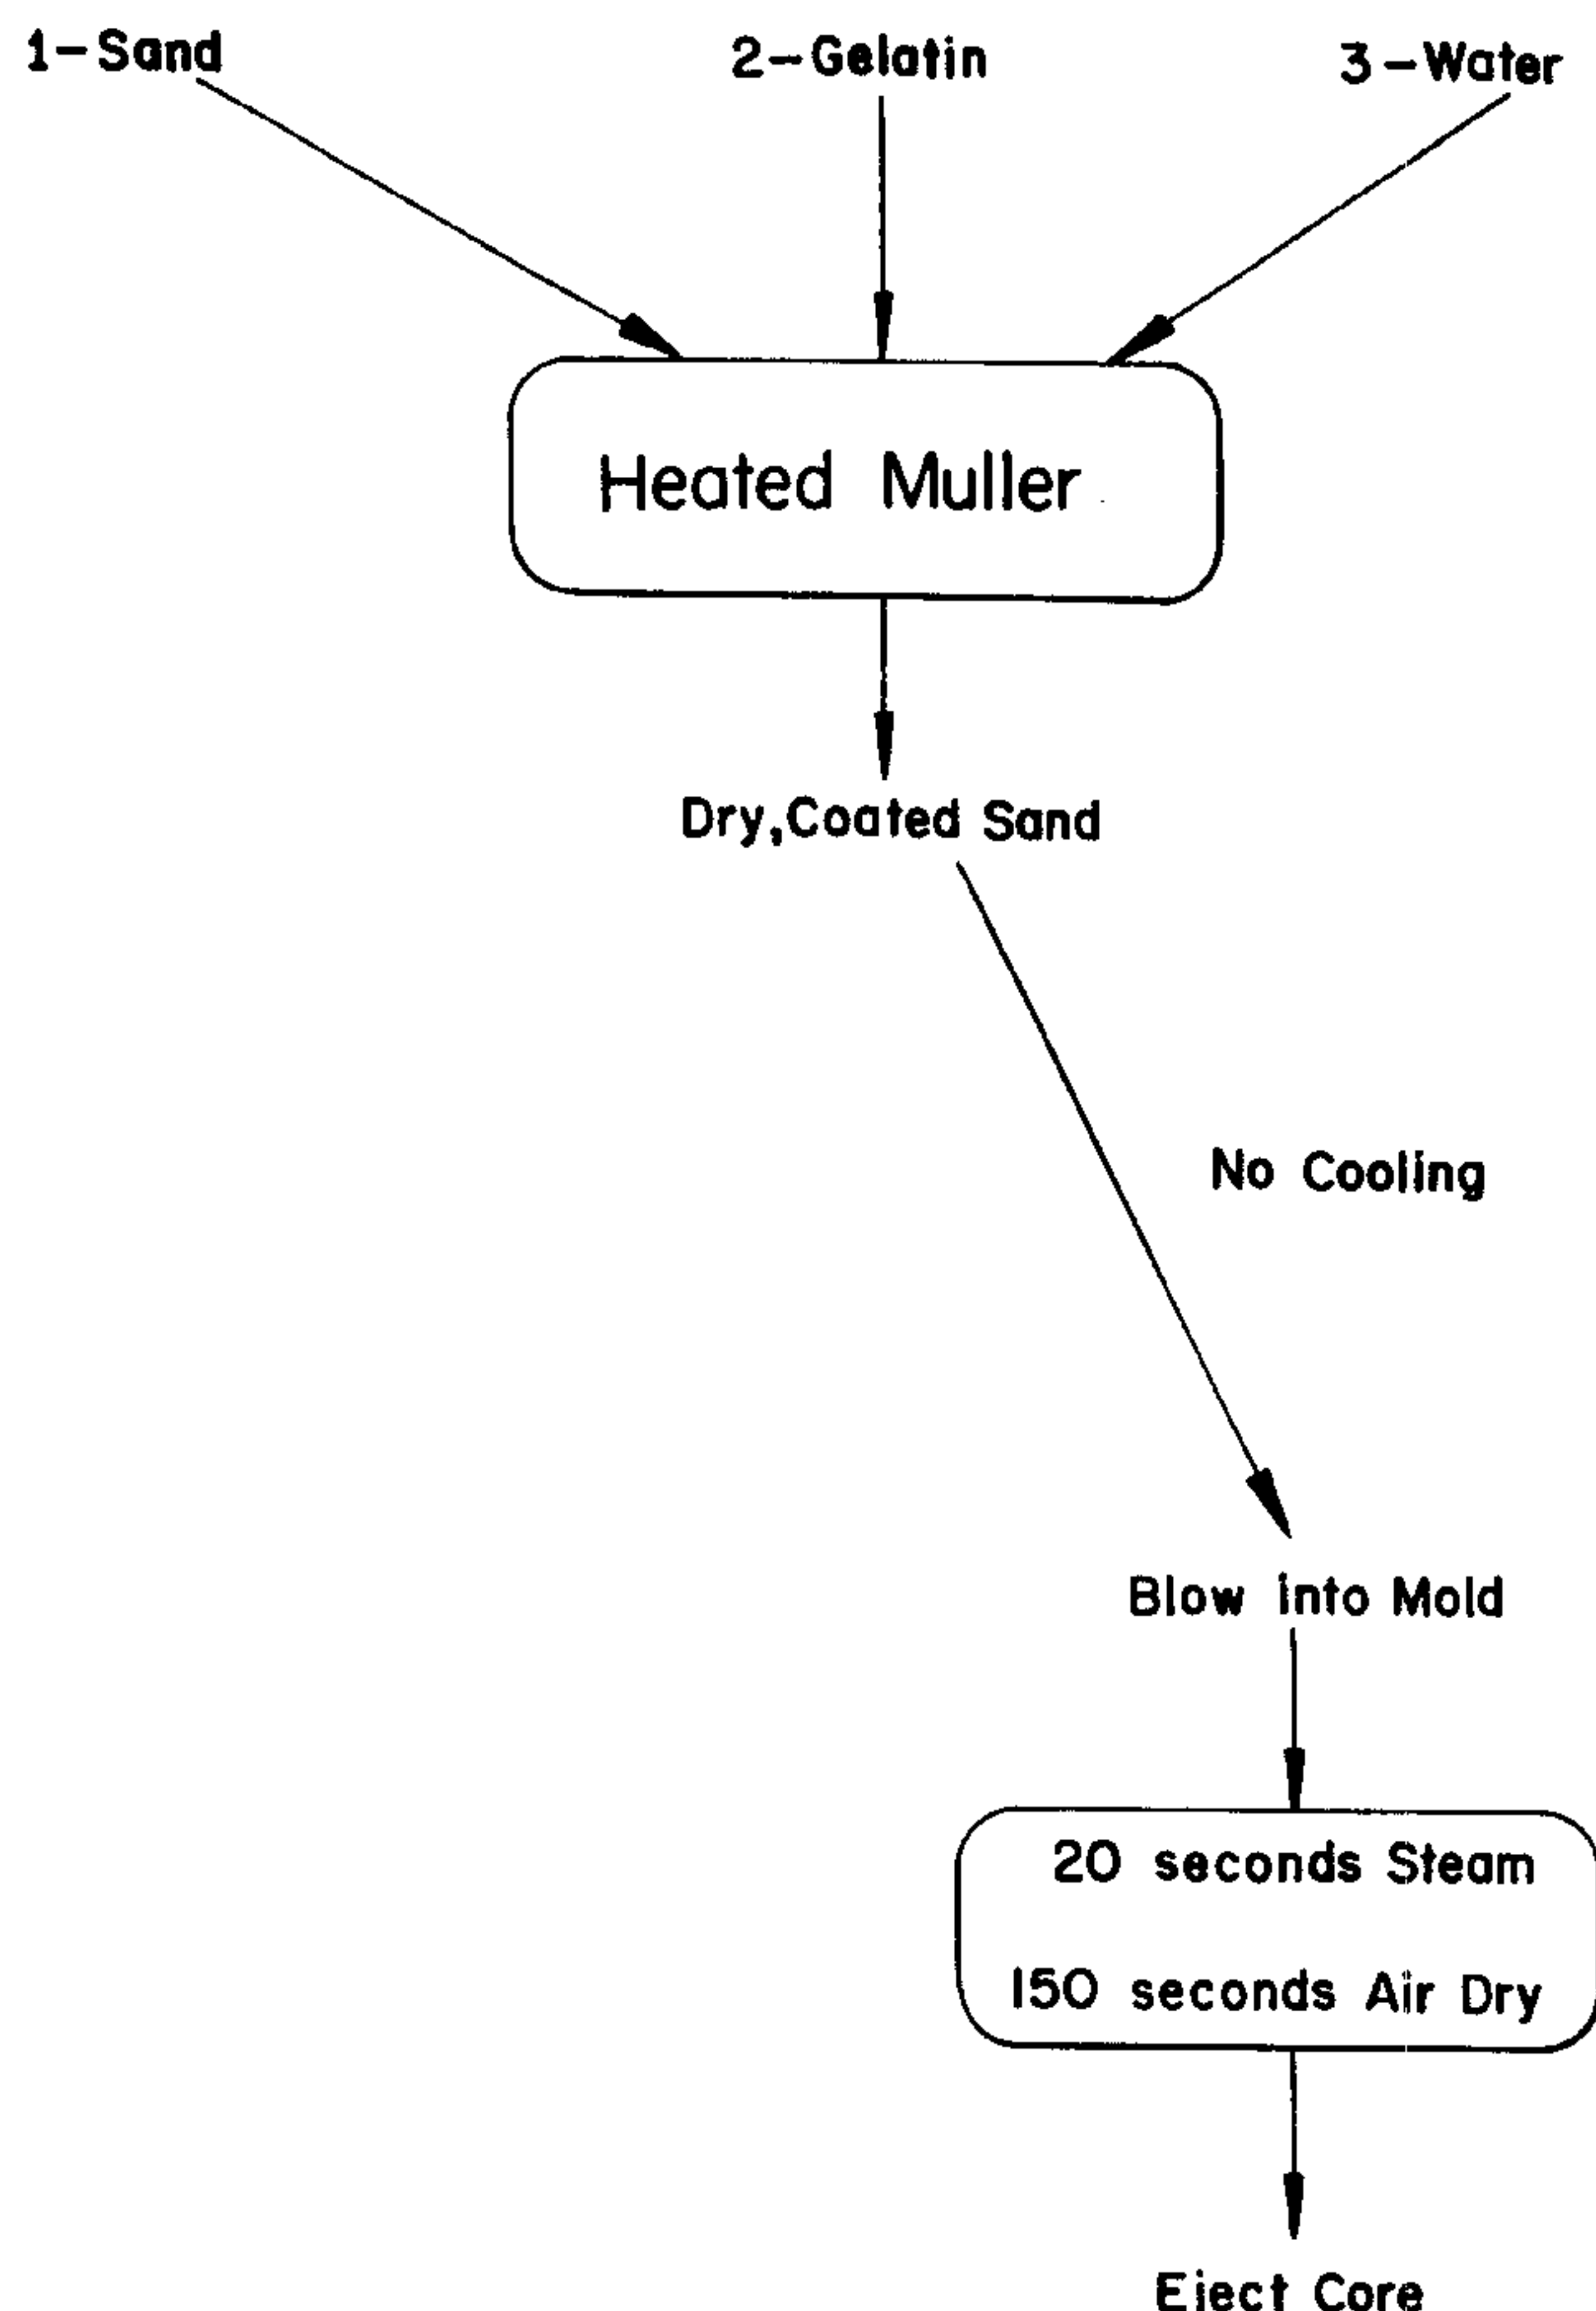 1-Sand
2-Gelatin
3-Water
Heated Muller
Dry,Coated Sand
No Cooling
Blow into Mold
20 seconds Steam
150 seconds Air Dry
Eject Core